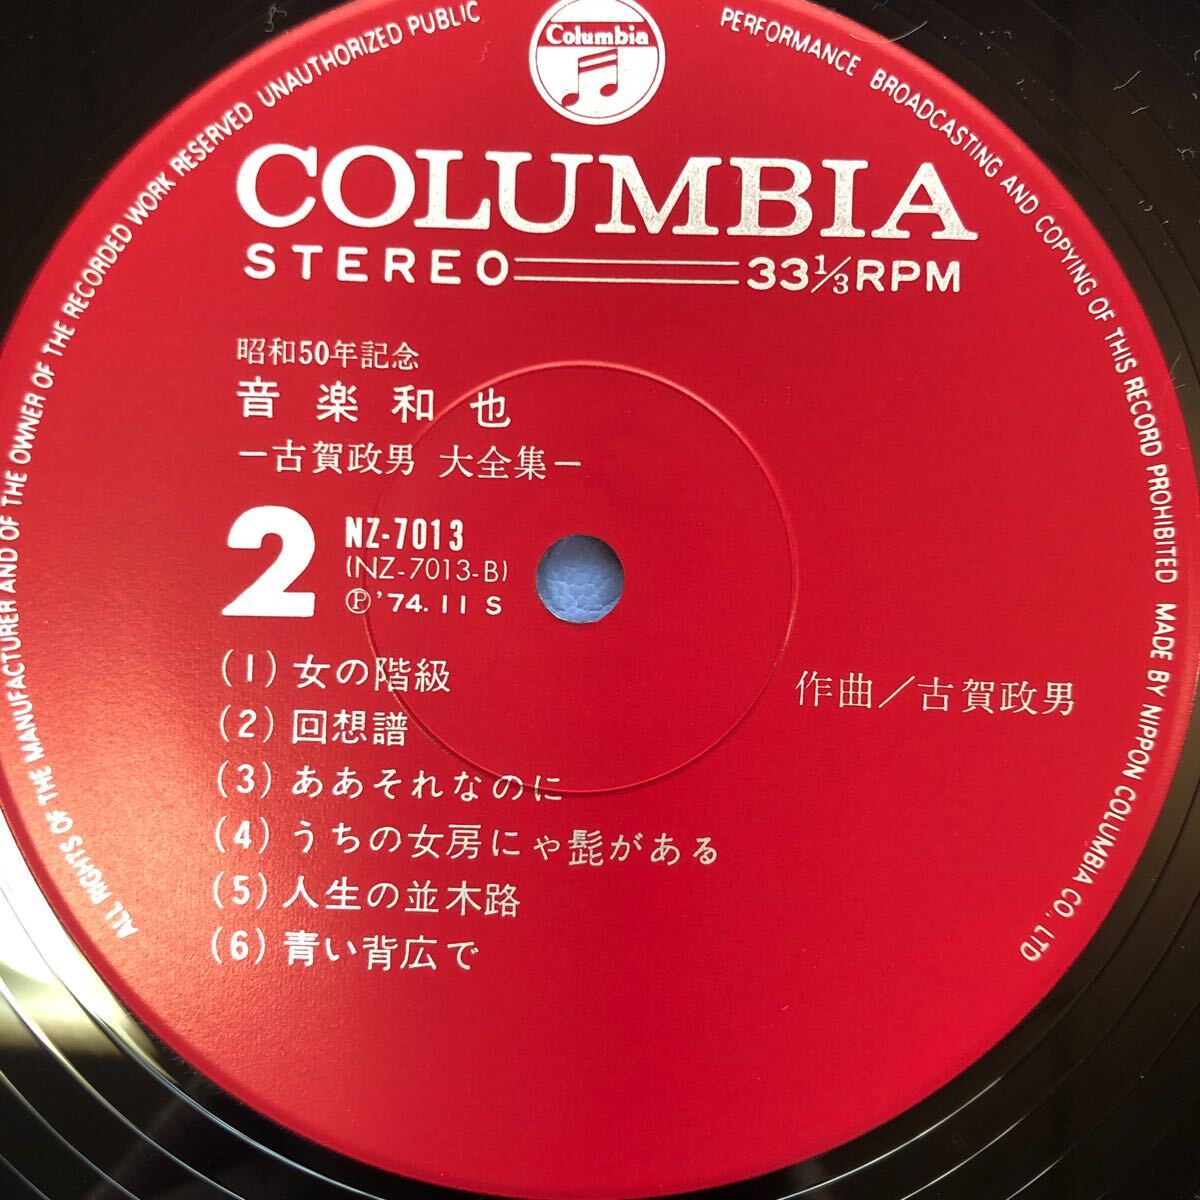 Columbia
COLUMBIA
STEREO 33 1/3 RPM
昭和50年記念
音楽和也
−古賀政男 大全集−
2
NZ-7013
(NZ-7013-B)
Ⓟ'74.11 S
(1) 女の階級
(2) 回想譜
(3) ああそれなのに
(4) うちの女房にゃ髭がある
(5) 人生の並木路
(6) 青い背広で
作曲/古賀政男
ALL RIGHTS OF THE MANUFACTURER AND OF THE OWNER OF THE RECORDED WORK RESERVED UNAUTHORIZED PUBLIC PERFORMANCE BROADCASTING AND COPYING OF THIS RECORD PROHIBITED MADE BY NIPPON COLUMBIA CO., LTD